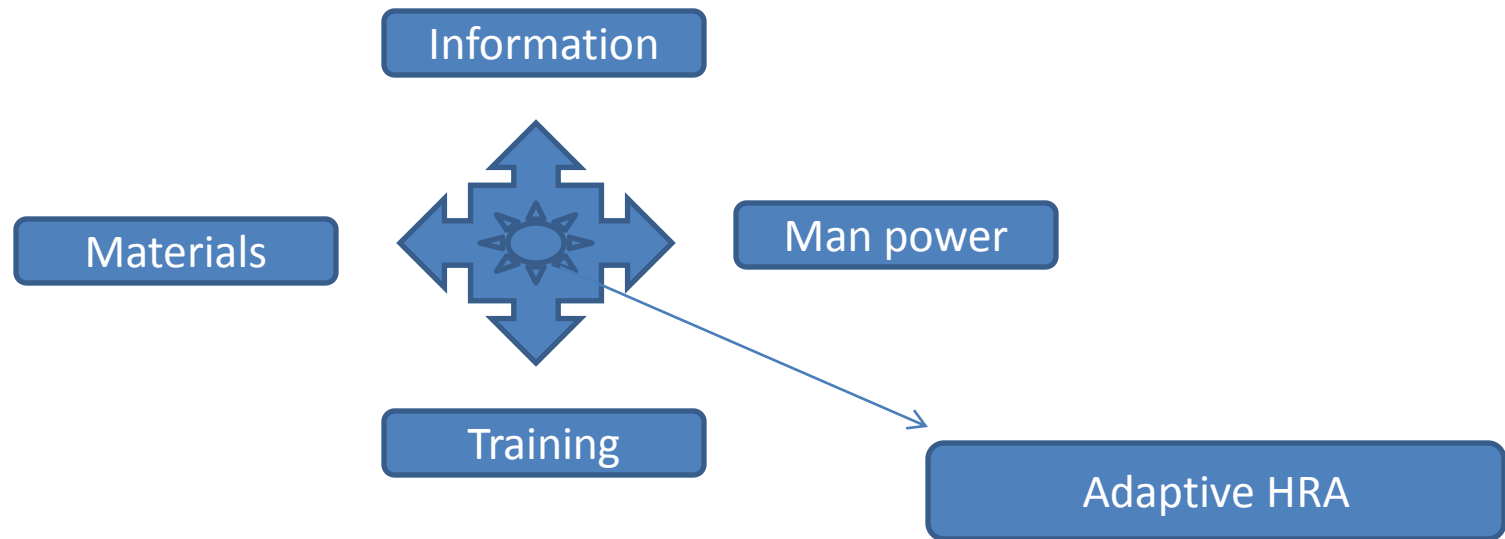 Information
Materials
Man power
Training
Adaptive HRA